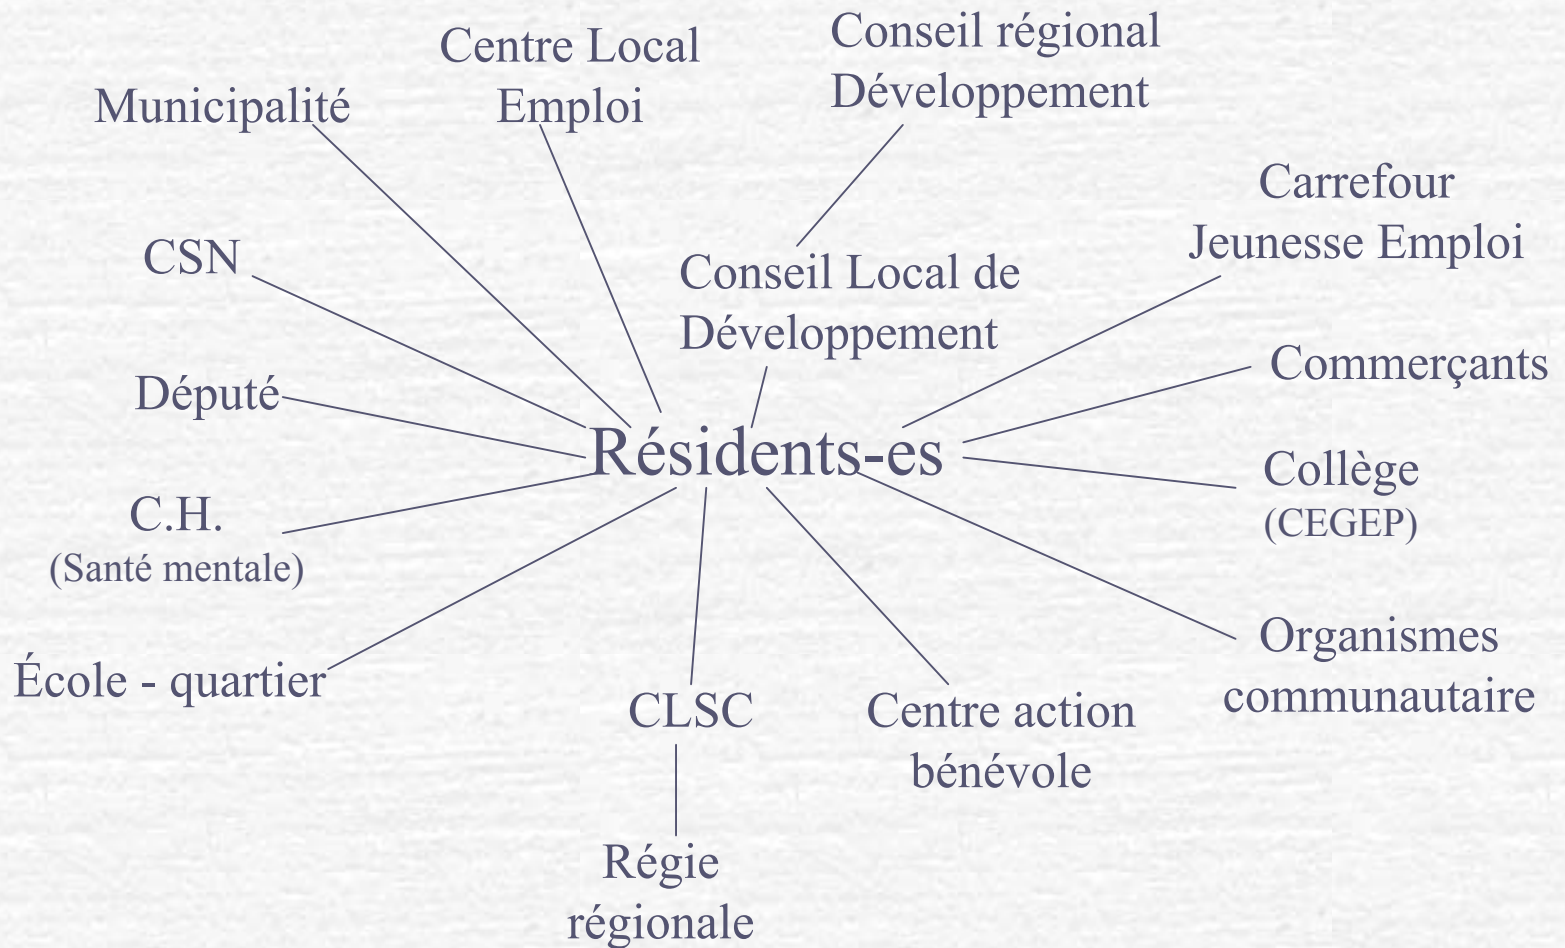 Centre Local
Emploi
Conseil régional
Développement
Municipalité
Carrefour
Jeunesse Emploi
CSN
Conseil Local de
Développement
Commerçants
Député
Résidents-es
Collège
(CEGEP)
C.H.
(Santé mentale)
Organismes
communautaire
École - quartier
CLSC
Centre action
bénévole
Régie
régionale